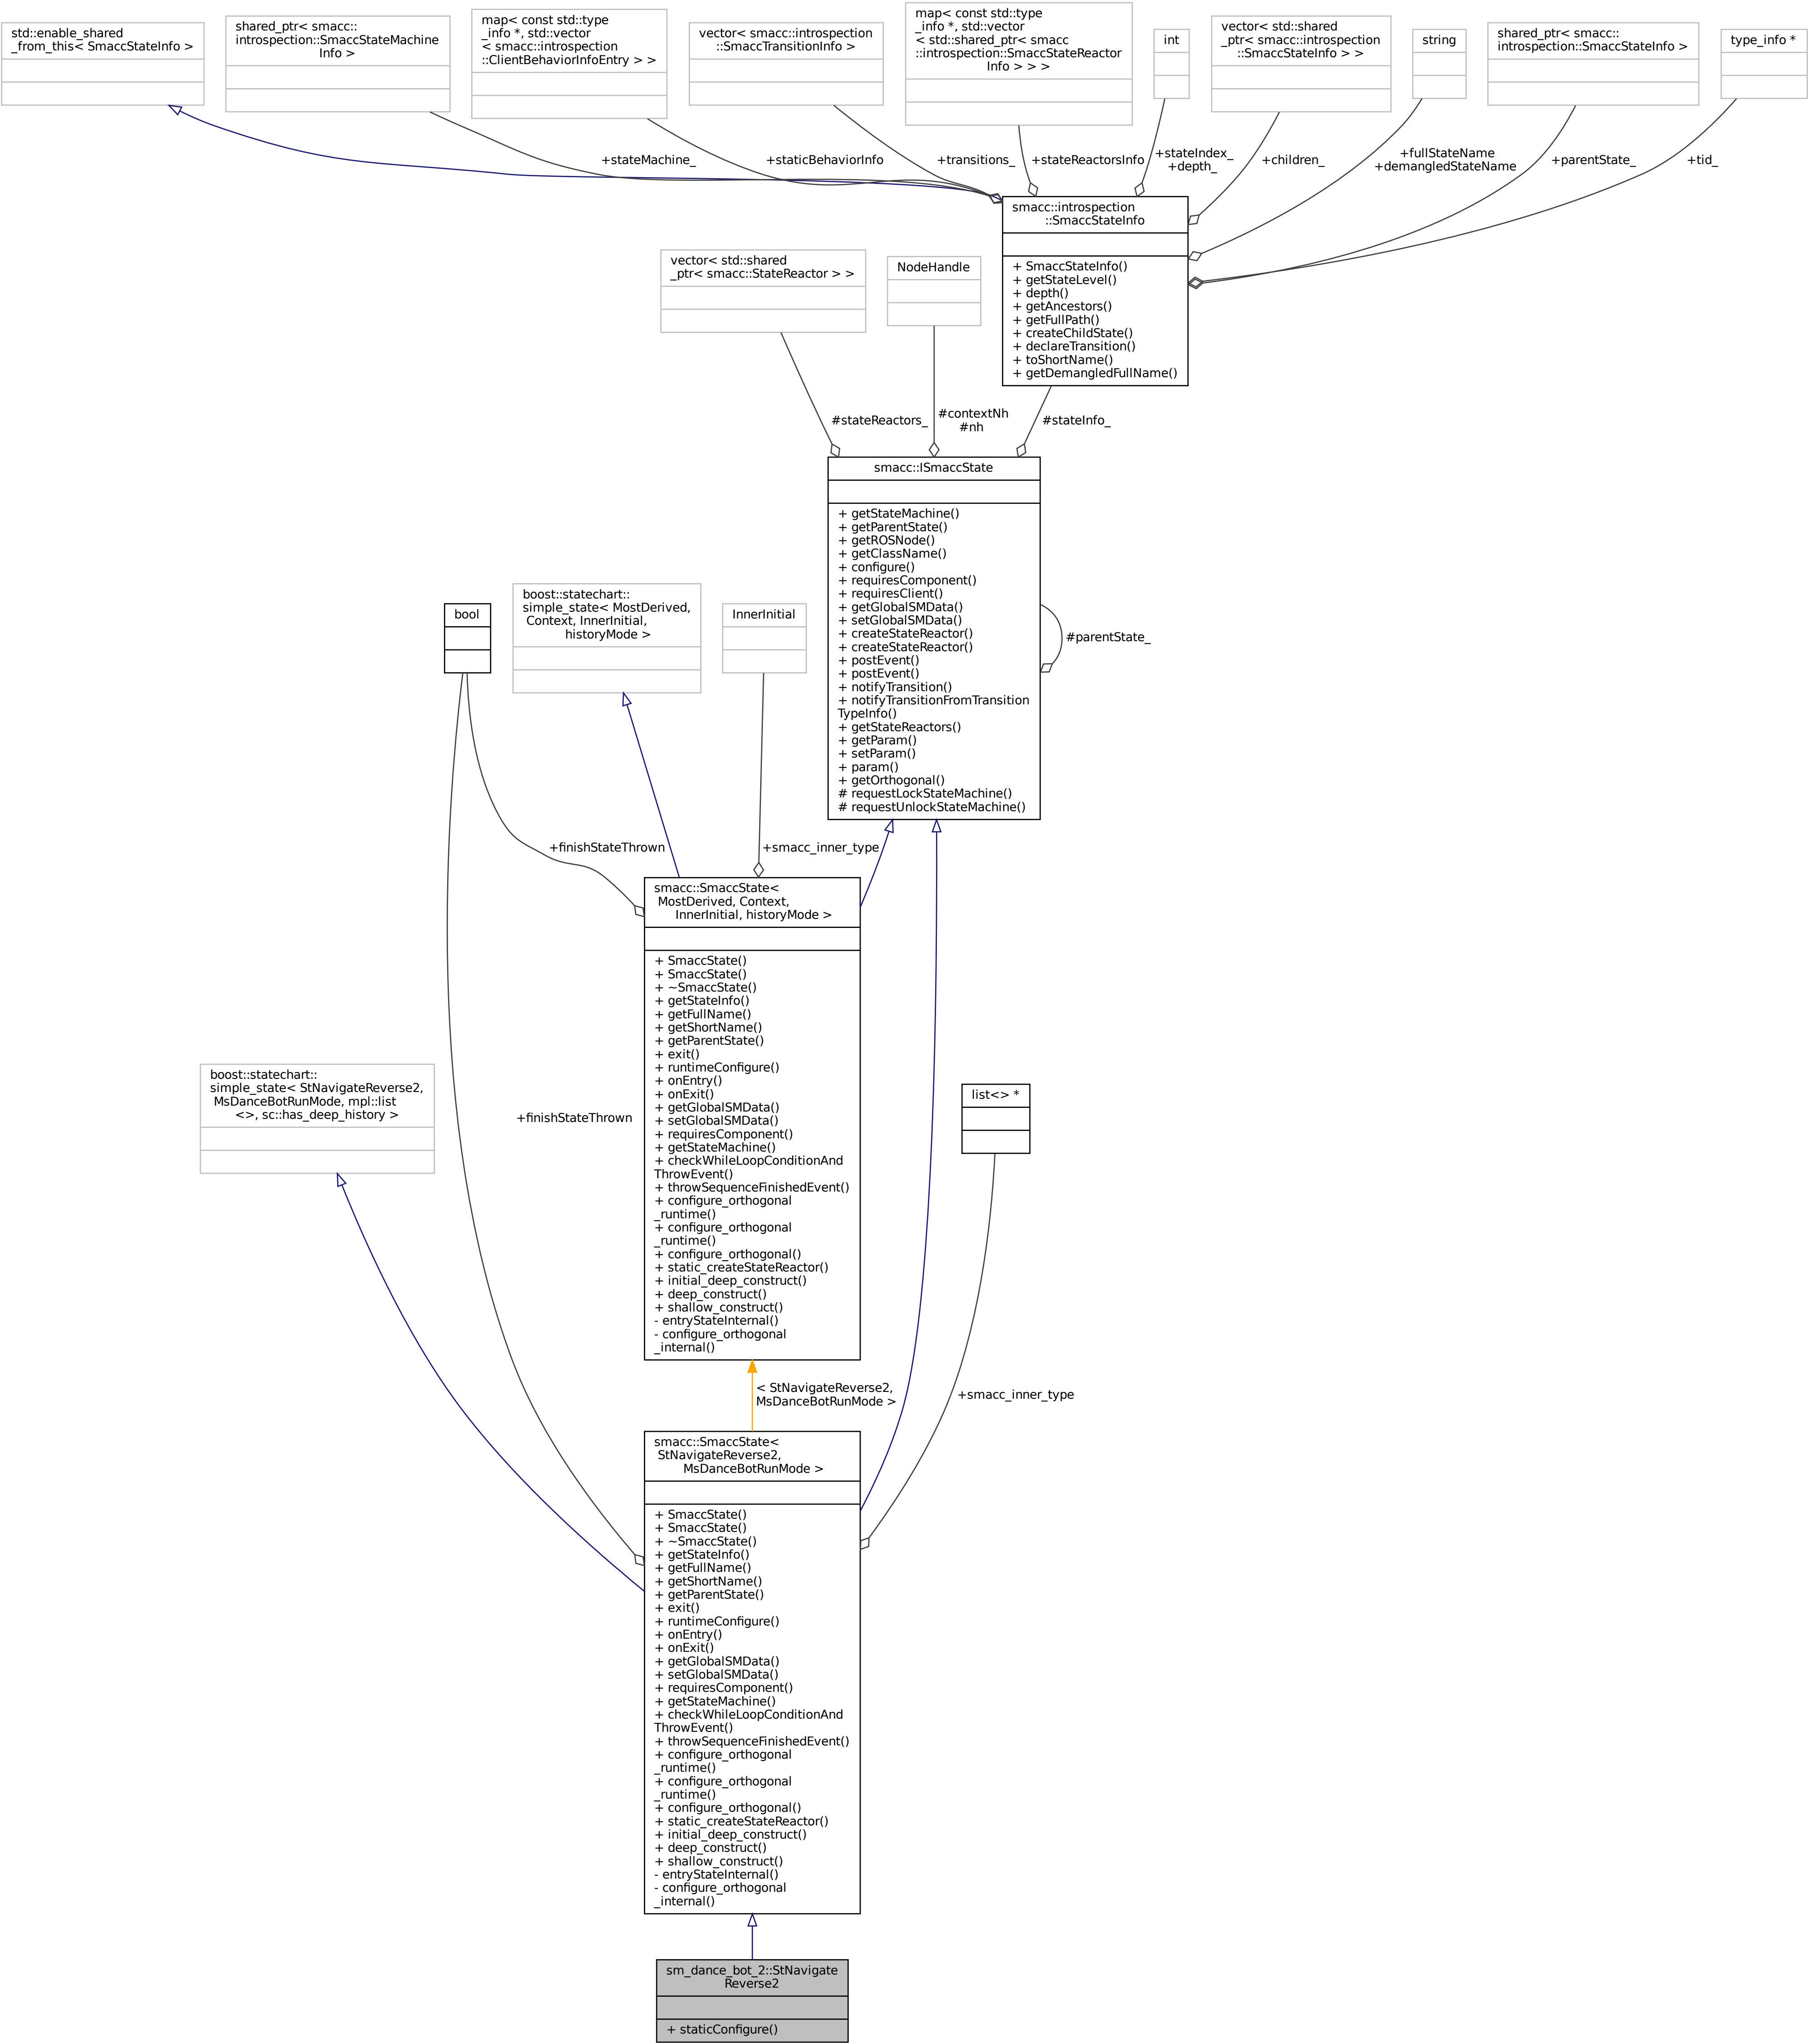 std::enable_shared
_from_this< SmaccStateInfo >
shared_ptr< smacc::
introspection::SmaccStateMachine
Info >
map< const std::type
_info *, std::vector
< smacc::introspection
::ClientBehaviorInfoEntry > >
vector< smacc::introspection
::SmaccTransitionInfo >
map< const std::type
_info *, std::vector
< std::shared_ptr< smacc
::introspection::SmaccStateReactor
Info > > >
int
vector< std::shared
_ptr< smacc::introspection
::SmaccStateInfo > >
string
shared_ptr< smacc::
introspection::SmaccStateInfo >
type_info *
+stateMachine_
+staticBehaviorInfo
+transitions_
+stateReactorsInfo
+stateIndex_
+depth_
+children_
+fullStateName
+demangledStateName
+parentState_
+tid_
smacc::introspection
::SmaccStateInfo
+ SmaccStateInfo()
+ getStateLevel()
+ depth()
+ getAncestors()
+ getFullPath()
+ createChildState()
+ declareTransition()
+ toShortName()
+ getDemangledFullName()
vector< std::shared
_ptr< smacc::StateReactor > >
NodeHandle
#stateReactors_
#contextNh
#nh
#stateInfo_
smacc::ISmaccState
+ getStateMachine()
+ getParentState()
+ getROSNode()
+ getClassName()
+ configure()
+ requiresComponent()
+ requiresClient()
+ getGlobalSMData()
+ setGlobalSMData()
+ createStateReactor()
+ createStateReactor()
+ postEvent()
+ postEvent()
+ notifyTransition()
+ notifyTransitionFromTransition
TypeInfo()
+ getStateReactors()
+ getParam()
+ setParam()
+ param()
+ getOrthogonal()
# requestLockStateMachine()
# requestUnlockStateMachine()
#parentState_
bool
boost::statechart::
simple_state< MostDerived,
Context, InnerInitial,
historyMode >
InnerInitial
+finishStateThrown
+smacc_inner_type
smacc::SmaccState<
MostDerived, Context,
InnerInitial, historyMode >
+ SmaccState()
+ SmaccState()
+ ~SmaccState()
+ getStateInfo()
+ getFullName()
+ getShortName()
+ getParentState()
+ exit()
+ runtimeConfigure()
+ onEntry()
+ onExit()
+ getGlobalSMData()
+ setGlobalSMData()
+ requiresComponent()
+ getStateMachine()
+ checkWhileLoopConditionAnd
ThrowEvent()
+ throwSequenceFinishedEvent()
+ configure_orthogonal
_runtime()
+ configure_orthogonal
_runtime()
+ configure_orthogonal()
+ static_createStateReactor()
+ initial_deep_construct()
+ deep_construct()
+ shallow_construct()
- entryStateInternal()
- configure_orthogonal
_internal()
boost::statechart::
simple_state< StNavigateReverse2,
MsDanceBotRunMode, mpl::list
<>, sc::has_deep_history >
+finishStateThrown
list<> *
< StNavigateReverse2,
MsDanceBotRunMode >
+smacc_inner_type
smacc::SmaccState<
StNavigateReverse2,
MsDanceBotRunMode >
+ SmaccState()
+ SmaccState()
+ ~SmaccState()
+ getStateInfo()
+ getFullName()
+ getShortName()
+ getParentState()
+ exit()
+ runtimeConfigure()
+ onEntry()
+ onExit()
+ getGlobalSMData()
+ setGlobalSMData()
+ requiresComponent()
+ getStateMachine()
+ checkWhileLoopConditionAnd
ThrowEvent()
+ throwSequenceFinishedEvent()
+ configure_orthogonal
_runtime()
+ configure_orthogonal
_runtime()
+ configure_orthogonal()
+ static_createStateReactor()
+ initial_deep_construct()
+ deep_construct()
+ shallow_construct()
- entryStateInternal()
- configure_orthogonal
_internal()
sm_dance_bot_2::StNavigate
Reverse2
+ staticConfigure()